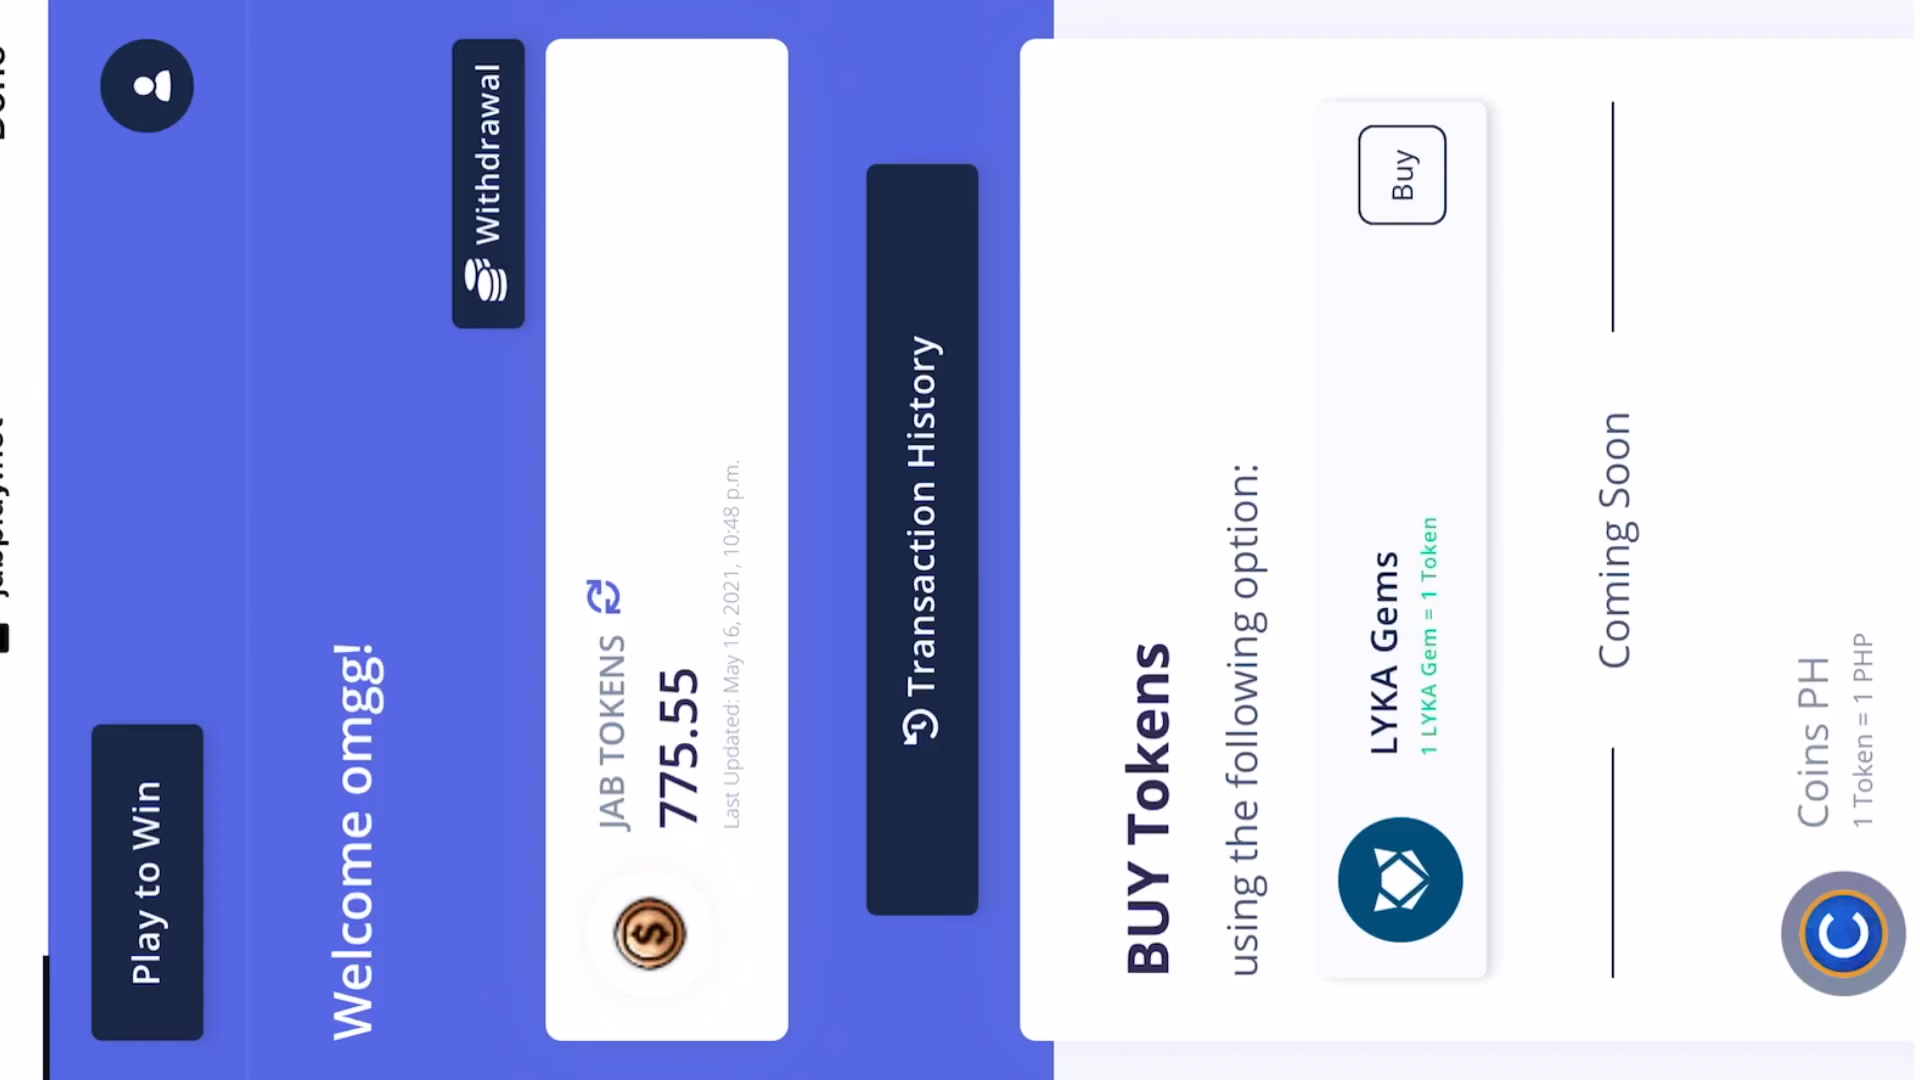 Play to Win
Welcome omgg!
Withdrawal
JAB TOKENS
775.55
Last Updated: May 16, 2021, 10:48 p.m.
Transaction History
BUY Tokens
using the following option:
LYKA Gems
1 LYKA Gem = 1 Token
Buy
Coming Soon
Coins PH
1 Token = 1 PHP